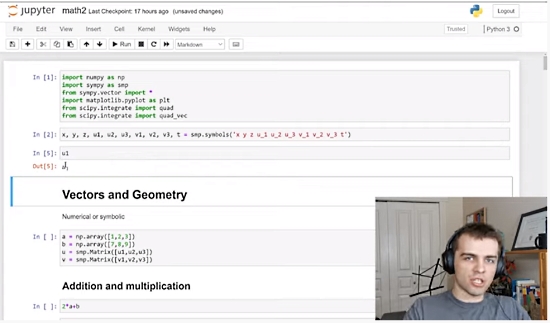 jupyter math2 Last Checkpoint: 17 hours ago (unsaved changes)
Logout
File Edit View Insert Cell Kernel Widgets Help
Trusted Python 3
Run Markdown
In [1]: import numpy as np
import sympy as smp
from sympy.vector import *
import matplotlib.pyplot as plt
from scipy.integrate import quad
from scipy.integrate import quad_vec
In [2]: x, y, z, u1, u2, u3, v1, v2, v3, t = smp.symbols('x y z u_1 u_2 u_3 v_1 v_2 v_3 t')
In [5]: u1
Out[5]: u1
Vectors and Geometry
Numerical or symbolic
In [ ]: a = np.array([1,2,3])
b = np.array([7,8,9])
u = smp.Matrix([u1,u2,u3])
v = smp.Matrix([v1,v2,v3])
Addition and multiplication
In [ ]: 2*a+b